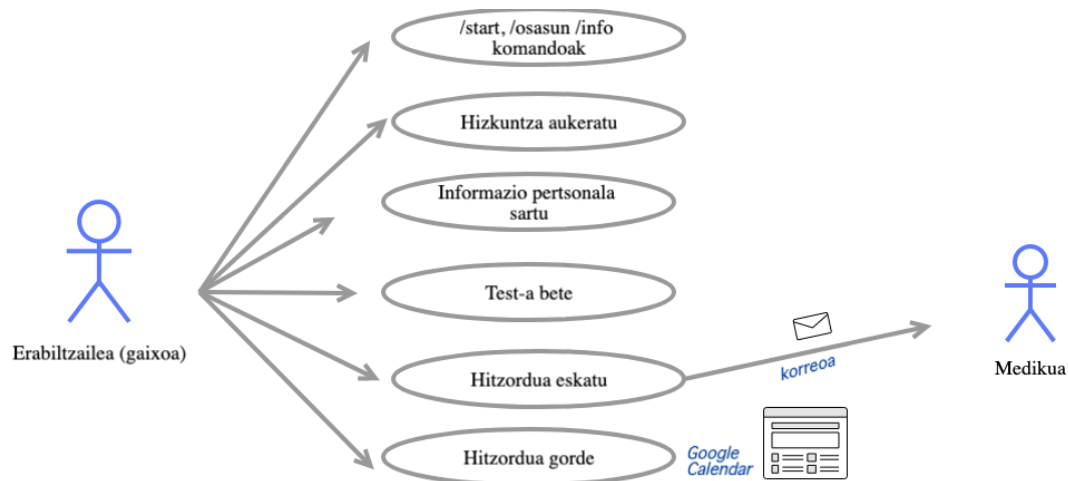 /start, /osasun /info
komandoak
Hizkuntza aukeratu
Informazio pertsonala
sartu
Test-a bete
Erabiltzailea (gaixoa)
Hitzordua eskatu
korreoa
Medikua
Hitzordua gorde
Google
Calendar